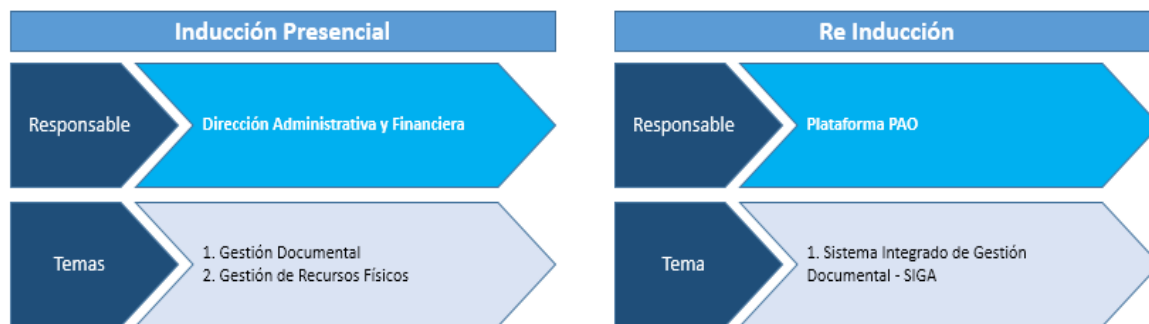 Inducción Presencial
Responsable
Dirección Administrativa y Financiera
Temas
1. Gestión Documental
2. Gestión de Recursos Físicos
Re Inducción
Responsable
Plataforma PAO
Tema
1. Sistema Integrado de Gestión
Documental - SIGA